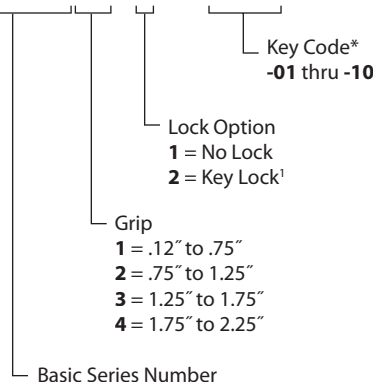 Key Code*
-01 thru -10
Lock Option
1 = No Lock
2 = Key Lock¹
Grip
1 = .12˝ to .75˝
2 = .75˝ to 1.25˝
3 = 1.25˝ to 1.75˝
4 = 1.75˝ to 2.25˝
Basic Series Number